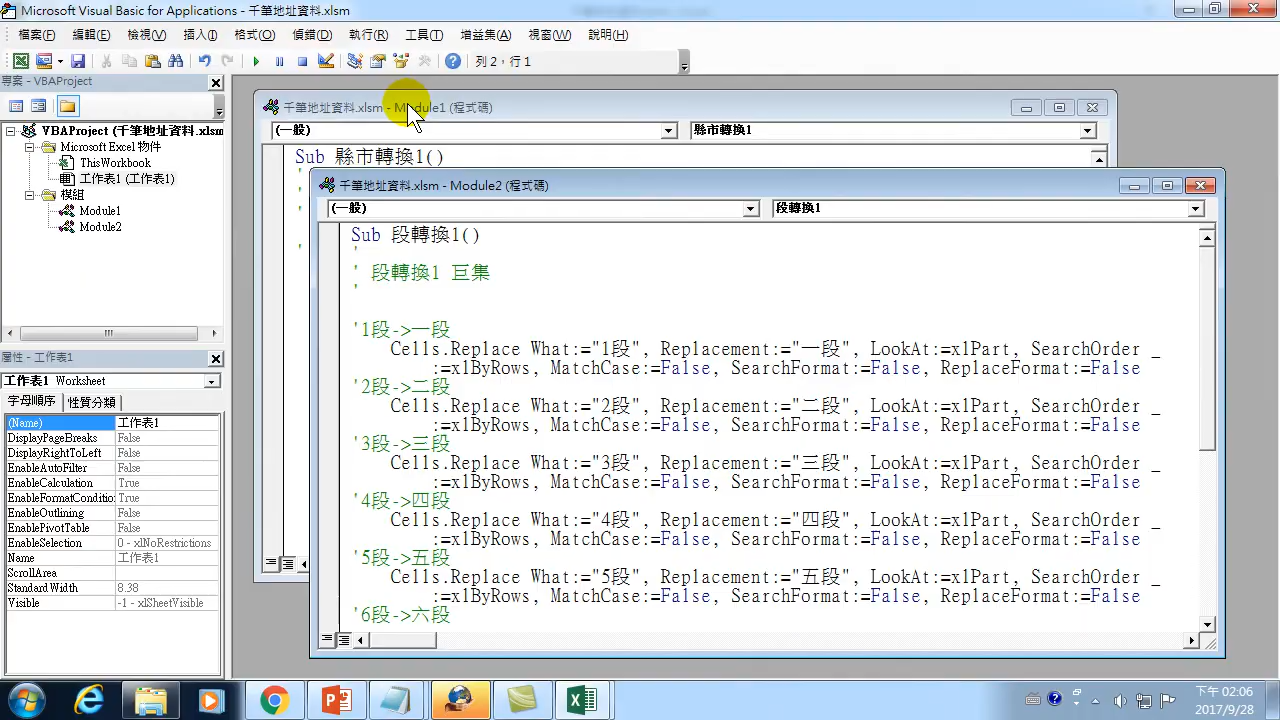 Microsoft Visual Basic for Applications - 千筆地址資料.xlsm
檔案(F) 編輯(E) 檢視(V) 插入(I) 格式(O) 偵錯(D) 執行(R) 工具(T) 增益集(A) 視窗(W) 說明(H)
列 2，行 1
專案 - VBAProject
VBAProject (千筆地址資料.xlsm
Microsoft Excel 物件
ThisWorkbook
工作表1 (工作表1)
模組
Module1
Module2
屬性 - 工作表1
工作表1 Worksheet
字母順序 性質分類
(Name) 工作表1
DisplayPageBreaks False
DisplayRightToLeft False
EnableAutoFilter False
EnableCalculation True
EnableFormatConditio True
EnableOutlining False
EnablePivotTable False
EnableSelection 0 - xlNoRestrictions
Name 工作表1
ScrollArea
StandardWidth 8.38
Visible -1 - xlSheetVisible
千筆地址資料.xlsm - Module1 (程式碼)
(一般) 縣市轉換1
Sub 縣市轉換1()
'
'
'
'
千筆地址資料.xlsm - Module2 (程式碼)
(一般) 段轉換1
Sub 段轉換1()
'
' 段轉換1 巨集
'
'1段->一段
Cells.Replace What:="1段", Replacement:="一段", LookAt:=xlPart, SearchOrder _
:=xlByRows, MatchCase:=False, SearchFormat:=False, ReplaceFormat:=False
'2段->二段
Cells.Replace What:="2段", Replacement:="二段", LookAt:=xlPart, SearchOrder _
:=xlByRows, MatchCase:=False, SearchFormat:=False, ReplaceFormat:=False
'3段->三段
Cells.Replace What:="3段", Replacement:="三段", LookAt:=xlPart, SearchOrder _
:=xlByRows, MatchCase:=False, SearchFormat:=False, ReplaceFormat:=False
'4段->四段
Cells.Replace What:="4段", Replacement:="四段", LookAt:=xlPart, SearchOrder _
:=xlByRows, MatchCase:=False, SearchFormat:=False, ReplaceFormat:=False
'5段->五段
Cells.Replace What:="5段", Replacement:="五段", LookAt:=xlPart, SearchOrder _
:=xlByRows, MatchCase:=False, SearchFormat:=False, ReplaceFormat:=False
'6段->六段
下午 02:06
2017/9/28